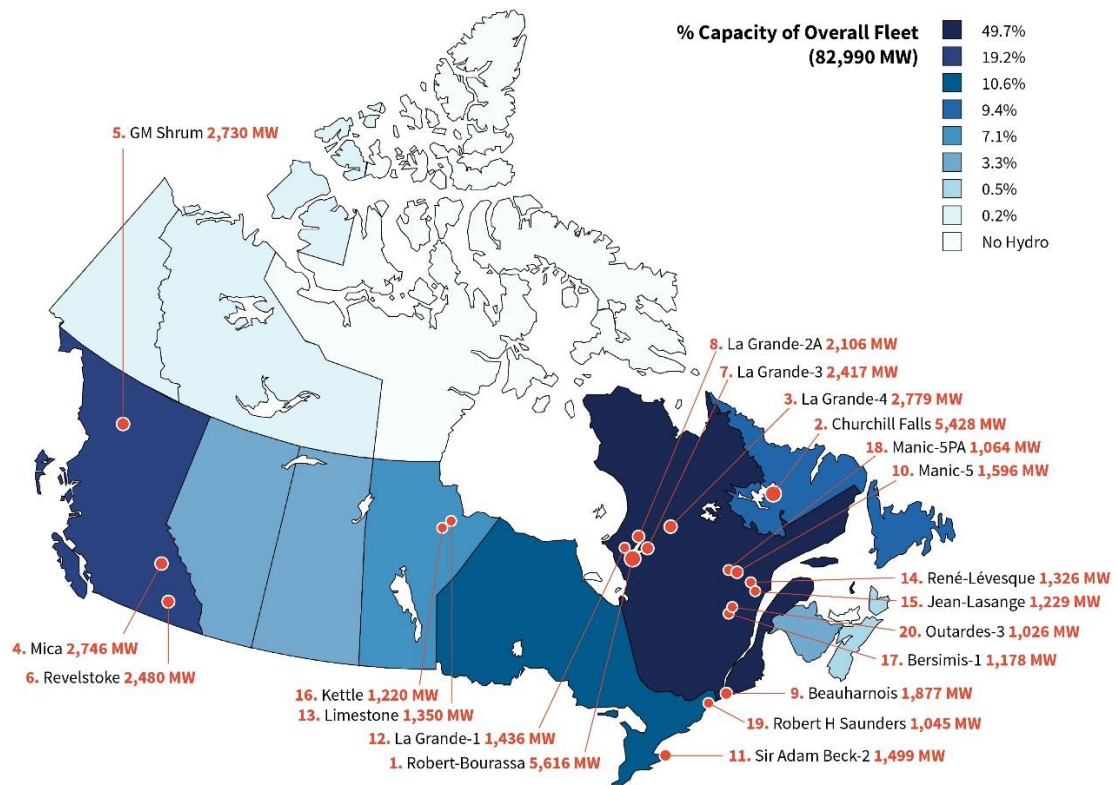 % Capacity of Overall Fleet
(82,990 MW)
49.7%
19.2%
10.6%
9.4%
7.1%
3.3%
0.5%
0.2%
No Hydro
5. GM Shrum 2,730 MW
8. La Grande-2A 2,106 MW
7. La Grande-3 2,417 MW
3. La Grande-4 2,779 MW
2. Churchill Falls 5,428 MW
18. Manic-5PA 1,064 MW
10. Manic-5 1,596 MW
14. René-Lévesque 1,326 MW
15. Jean-Lasange 1,229 MW
20. Outardes-3 1,026 MW
17. Bersimis-1 1,178 MW
4. Mica 2,746 MW
6. Revelstoke 2,480 MW
16. Kettle 1,220 MW
13. Limestone 1,350 MW
12. La Grande-1 1,436 MW
1. Robert-Bourassa 5,616 MW
9. Beauharnois 1,877 MW
19. Robert H Saunders 1,045 MW
11. Sir Adam Beck-2 1,499 MW